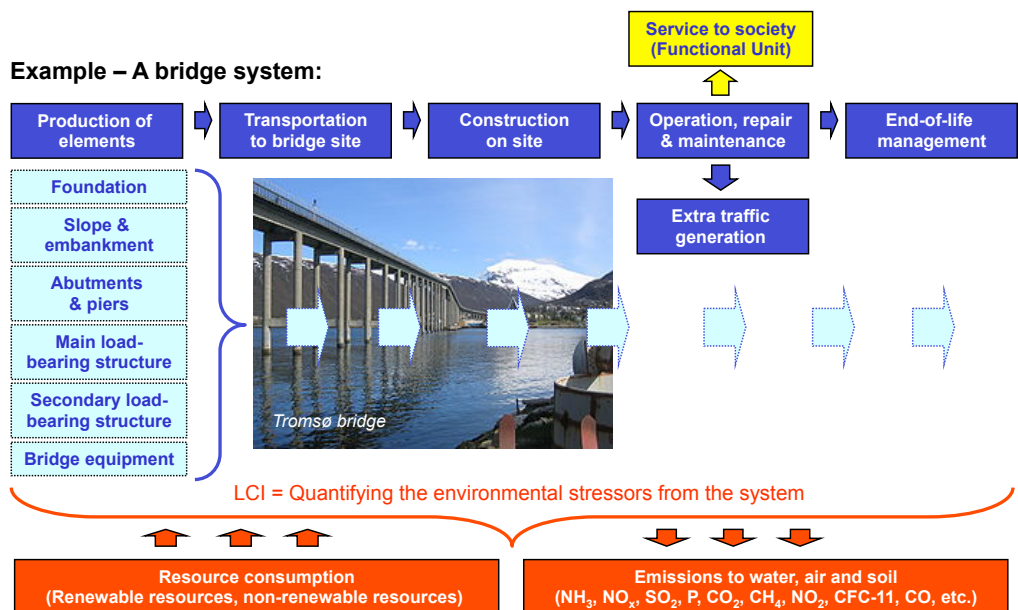 Service to society
(Functional Unit)
Example – A bridge system:
Production of
elements
Transportation
to bridge site
Construction
on site
Operation, repair
& maintenance
End-of-life
management
Extra traffic
generation
Foundation
Slope &
embankment
Abutments
& piers
Main load-
bearing structure
Secondary load-
bearing structure
Bridge equipment
Tromsø bridge
LCI = Quantifying the environmental stressors from the system
Resource consumption
(Renewable resources, non-renewable resources)
Emissions to water, air and soil
(NH₃, NOₓ, SO₂, P, CO₂, CH₄, NO₂, CFC-11, CO, etc.)